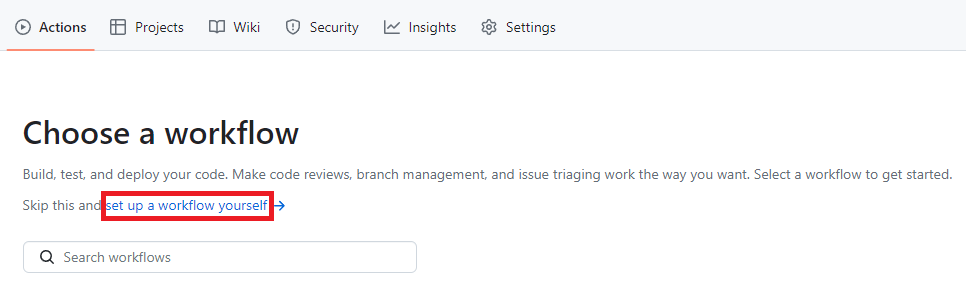 Actions Projects Wiki Security Insights Settings
Choose a workflow
Build, test, and deploy your code. Make code reviews, branch management, and issue triaging work the way you want. Select a workflow to get started.
Skip this and set up a workflow yourself →
Search workflows